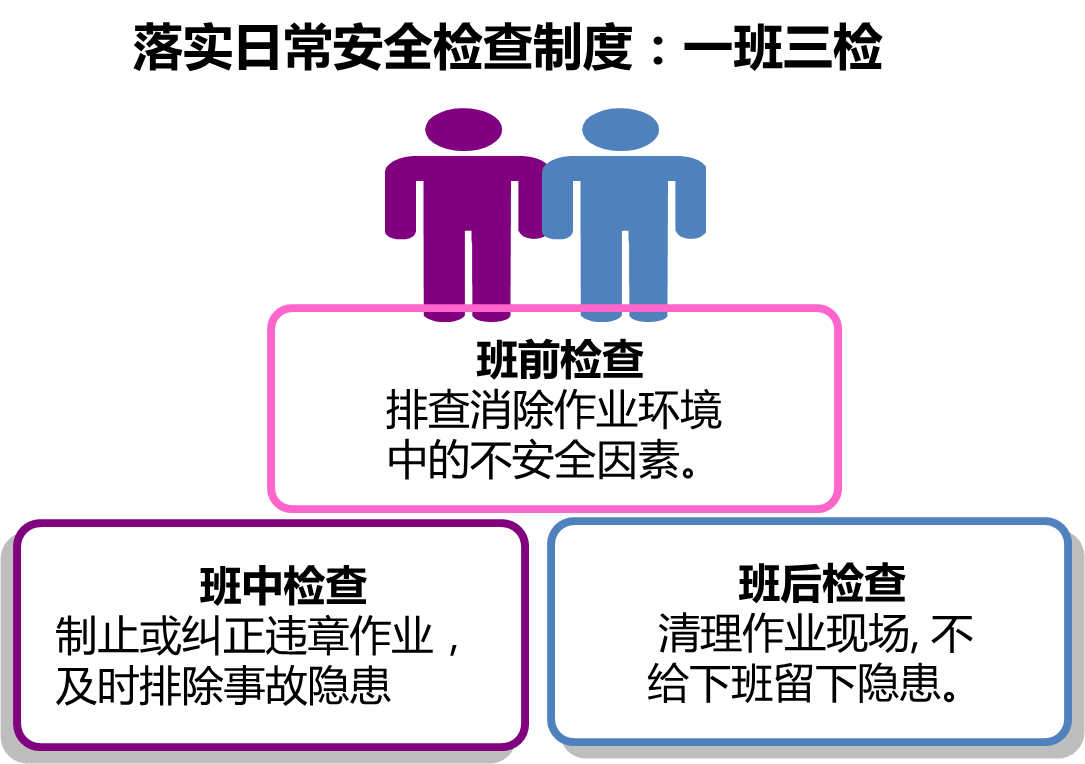 落实日常安全检查制度：一班三检
班前检查
排查消除作业环境
中的不安全因素。
班中检查
制止或纠正违章作业，
及时排除事故隐患
班后检查
清理作业现场, 不
给下班留下隐患。